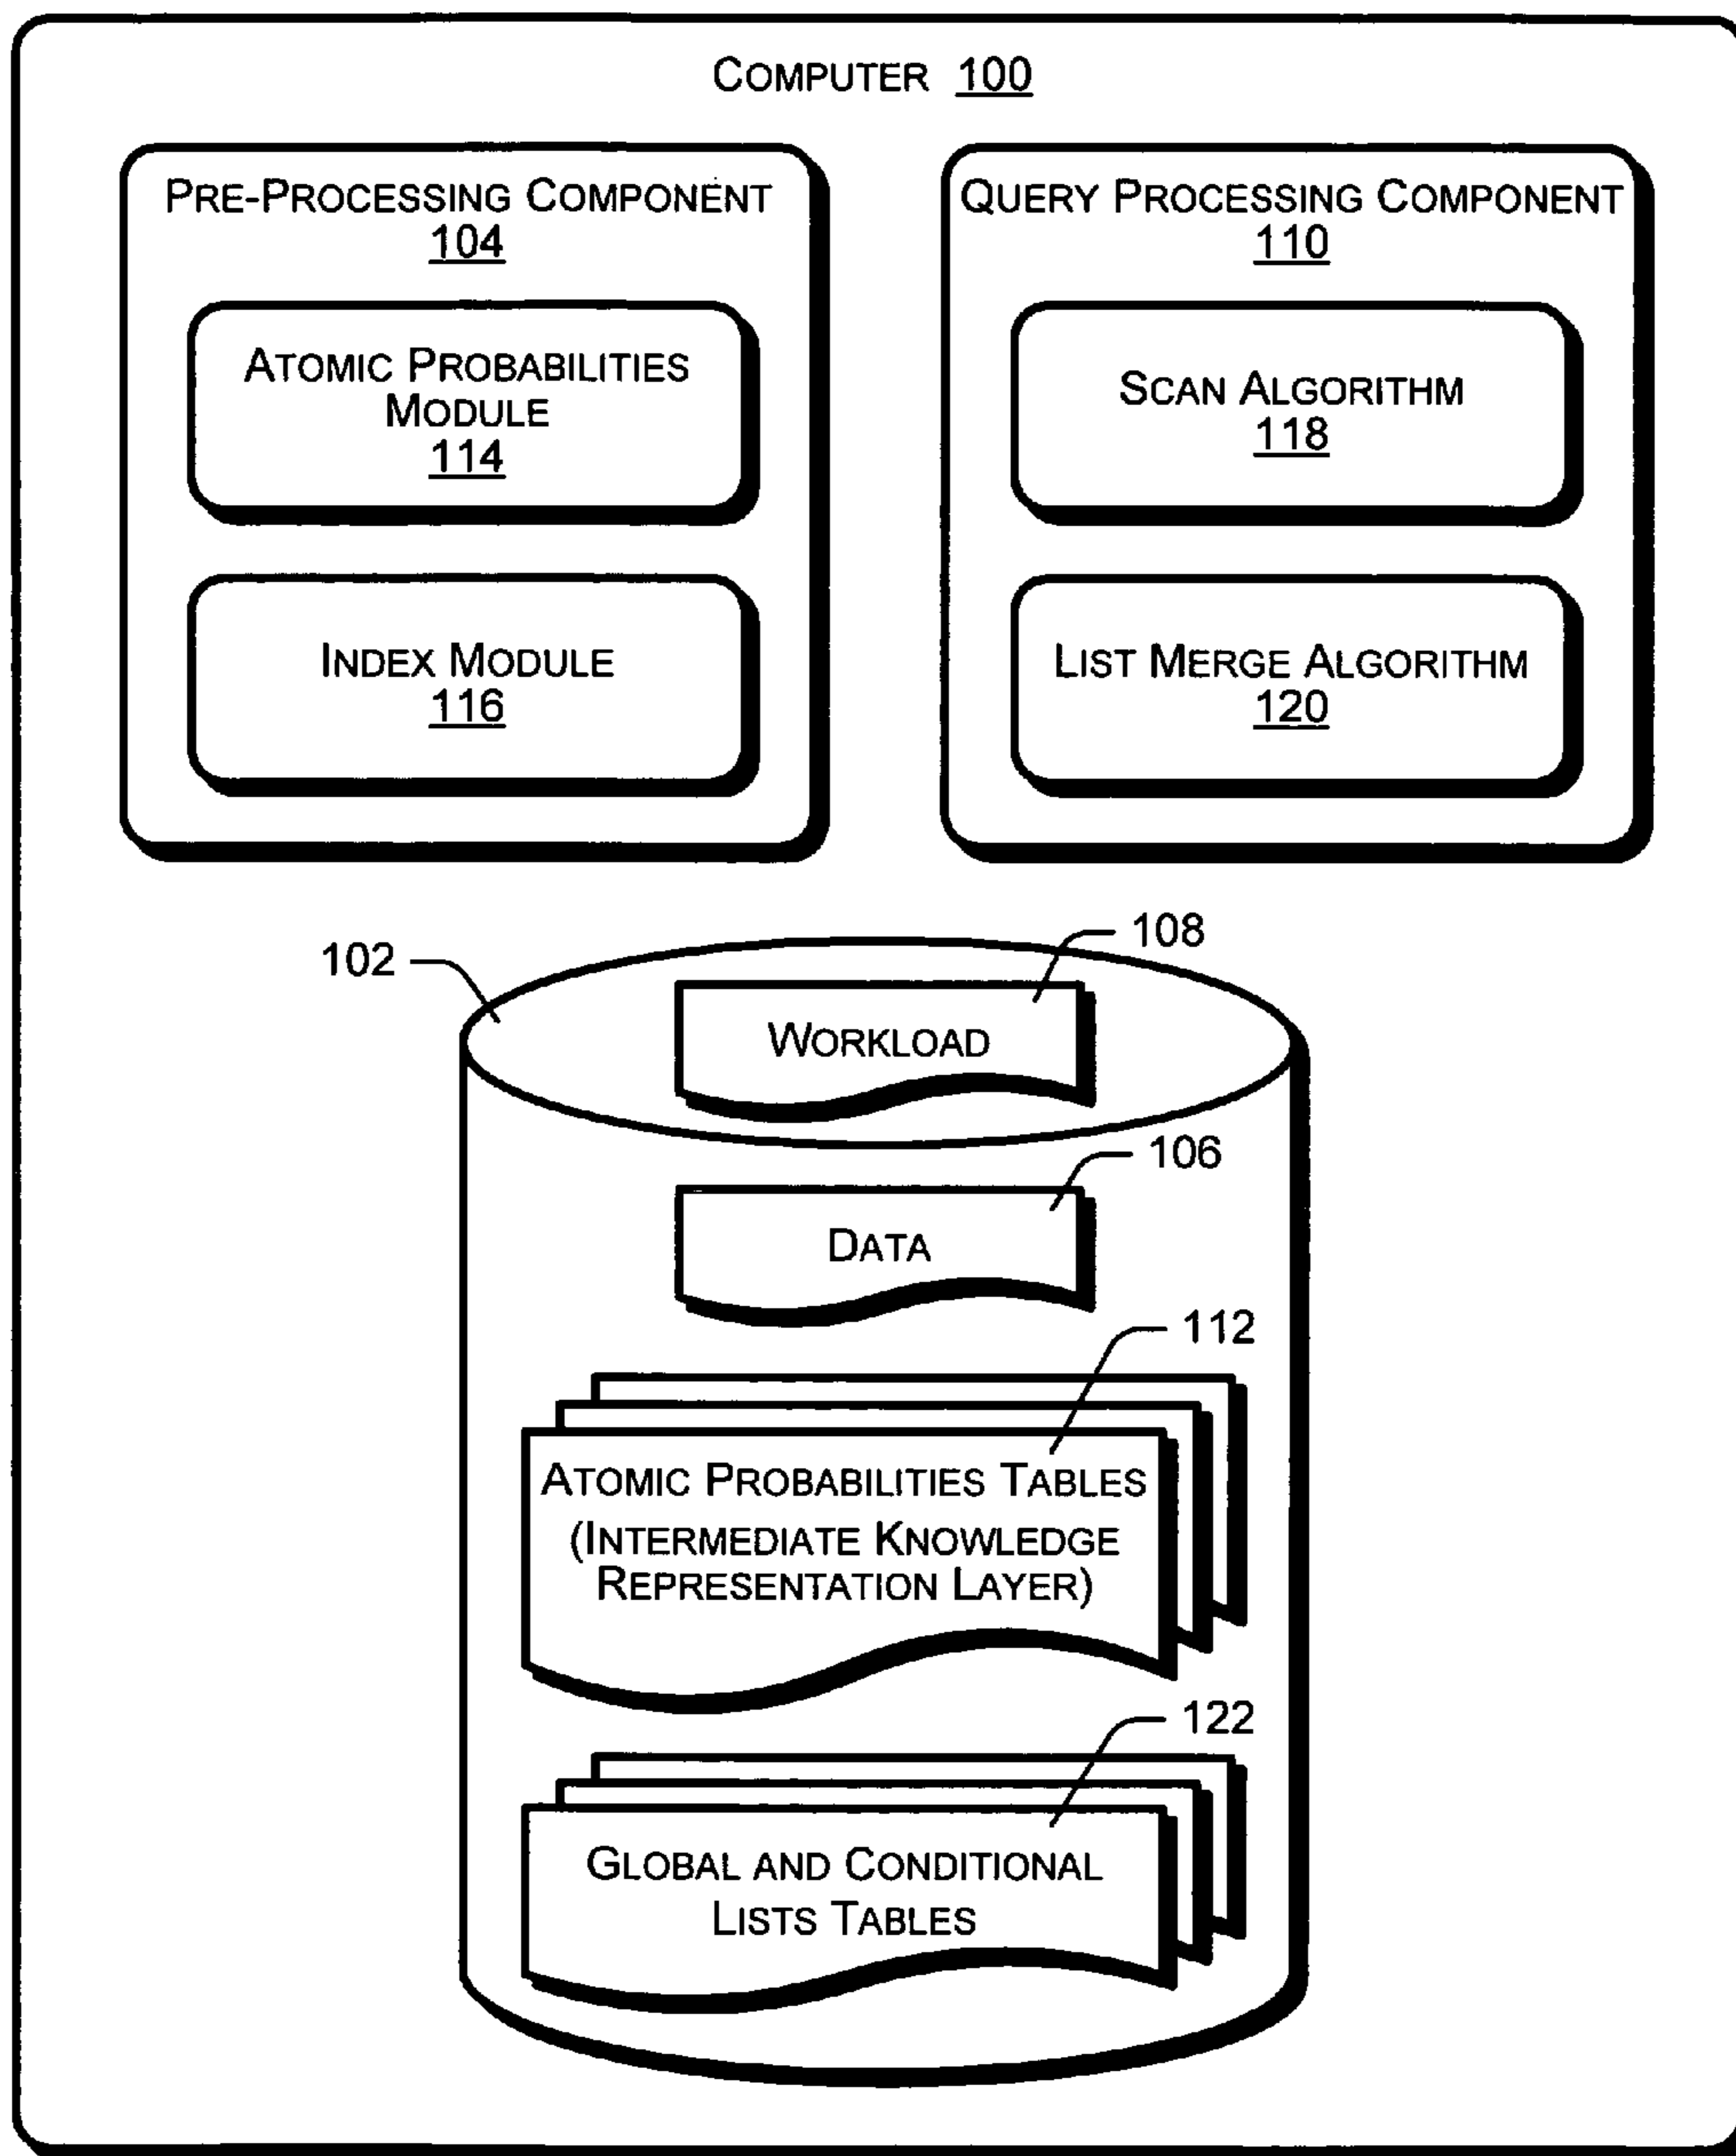 COMPUTER 100
PRE-PROCESSING COMPONENT
104
ATOMIC PROBABILITIES
MODULE
114
INDEX MODULE
116
QUERY PROCESSING COMPONENT
110
SCAN ALGORITHM
118
LIST MERGE ALGORITHM
120
102
108
WORKLOAD
106
DATA
112
ATOMIC PROBABILITIES TABLES
(INTERMEDIATE KNOWLEDGE
REPRESENTATION LAYER)
122
GLOBAL AND CONDITIONAL
LISTS TABLES